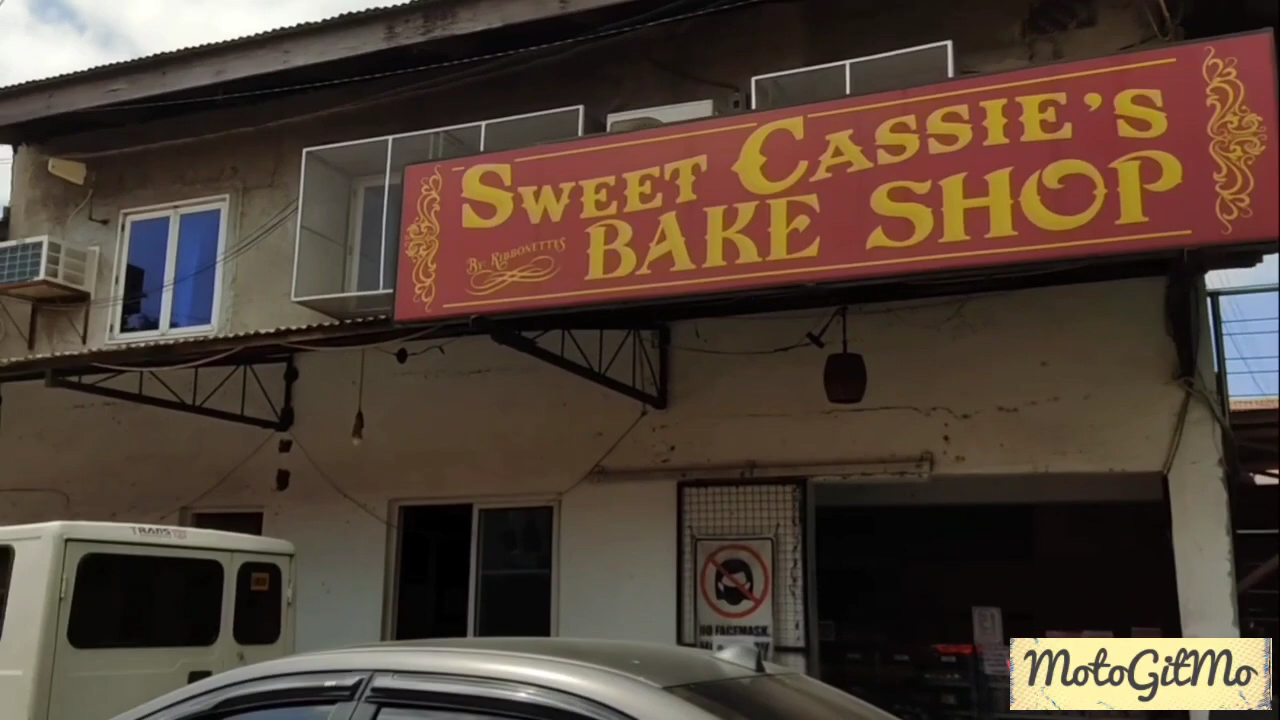 SWEET CASSIE'S
BAKE SHOP
By: RIBBONETTES
NO FACEMASK,
MotoGitMo